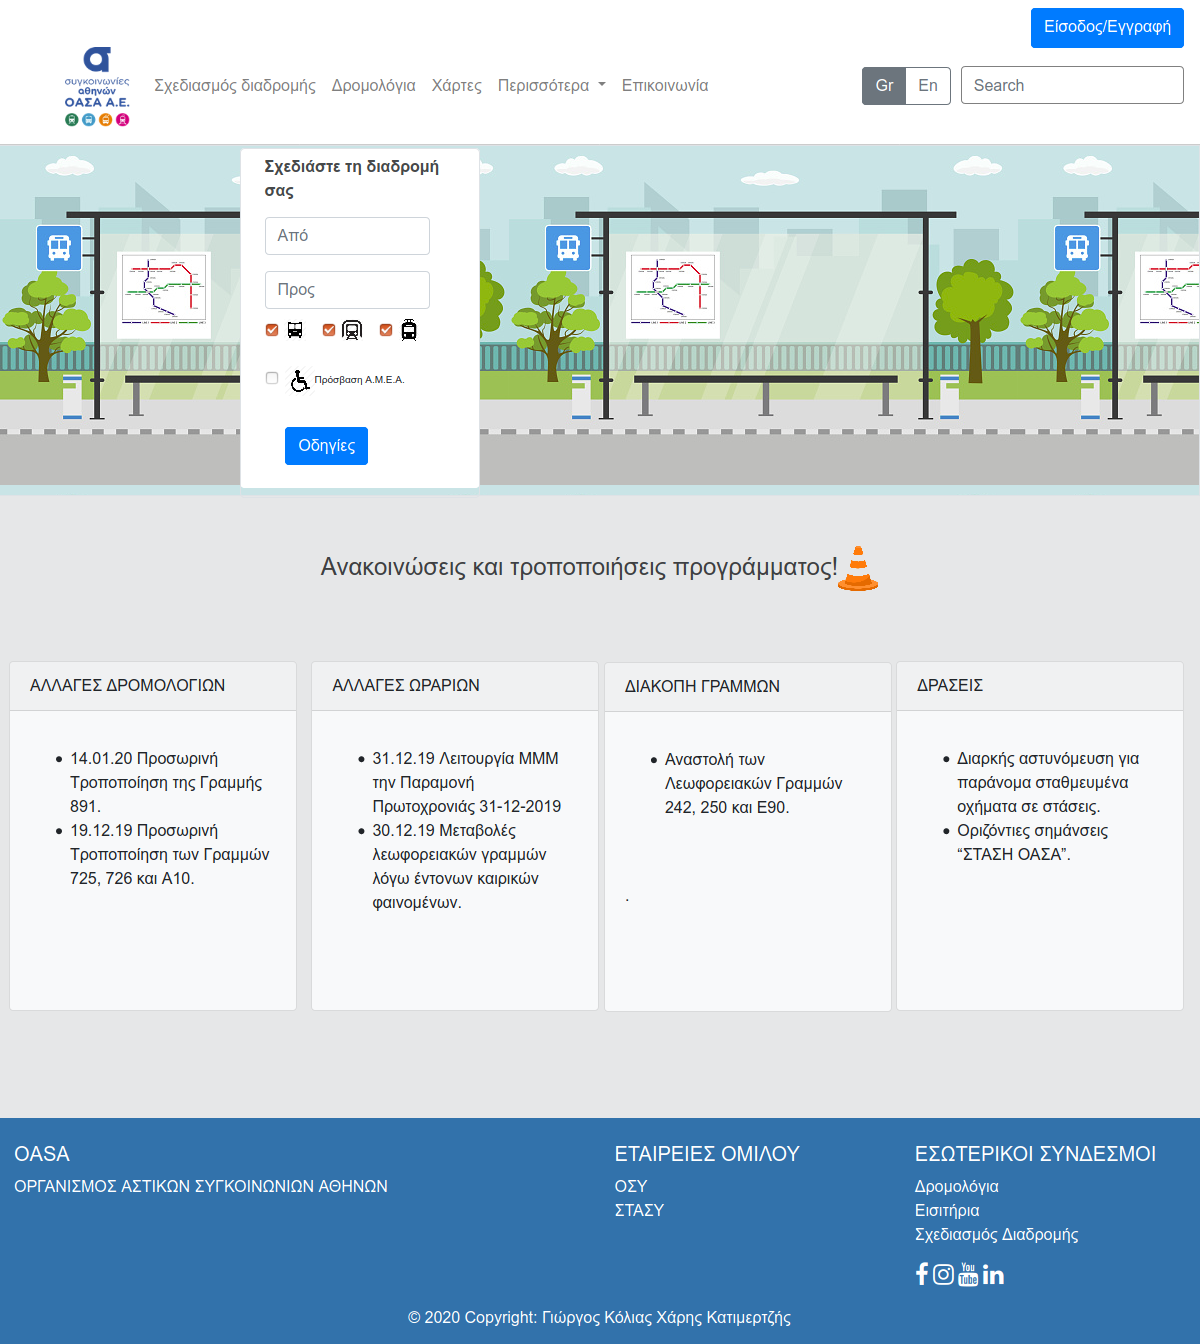 Είσοδος/Εγγραφή
συγκοινωνίες
αθηνών
ΟΑΣΑ Α.Ε.
Σχεδιασμός διαδρομής Δρομολόγια Χάρτες Περισσότερα Επικοινωνία
Gr En Search
Σχεδιάστε τη διαδρομή
σας
Από
Προς
Πρόσβαση Α.Μ.Ε.Α.
Οδηγίες
Ανακοινώσεις και τροποποιήσεις προγράμματος!
ΑΛΛΑΓΕΣ ΔΡΟΜΟΛΟΓΙΩΝ
• 14.01.20 Προσωρινή
Τροποποίηση της Γραμμής
891.
• 19.12.19 Προσωρινή
Τροποποίηση των Γραμμών
725, 726 και Α10.
ΑΛΛΑΓΕΣ ΩΡΑΡΙΩΝ
• 31.12.19 Λειτουργία ΜΜΜ
την Παραμονή
Πρωτοχρονιάς 31-12-2019
• 30.12.19 Μεταβολές
λεωφορειακών γραμμών
λόγω έντονων καιρικών
φαινομένων.
ΔΙΑΚΟΠΗ ΓΡΑΜΜΩΝ
• Αναστολή των
Λεωφορειακών Γραμμών
242, 250 και Ε90.
.
ΔΡΑΣΕΙΣ
• Διαρκής αστυνόμευση για
παράνομα σταθμευμένα
οχήματα σε στάσεις.
• Οριζόντιες σημάνσεις
“ΣΤΑΣΗ ΟΑΣΑ”.
OASA
ΟΡΓΑΝΙΣΜΟΣ ΑΣΤΙΚΩΝ ΣΥΓΚΟΙΝΩΝΙΩΝ ΑΘΗΝΩΝ
ΕΤΑΙΡΕΙΕΣ ΟΜΙΛΟΥ
ΟΣΥ
ΣΤΑΣΥ
ΕΣΩΤΕΡΙΚΟΙ ΣΥΝΔΕΣΜΟΙ
Δρομολόγια
Εισιτήρια
Σχεδιασμός Διαδρομής
You
Tube
© 2020 Copyright: Γιώργος Κόλιας Χάρης Κατιμερτζής